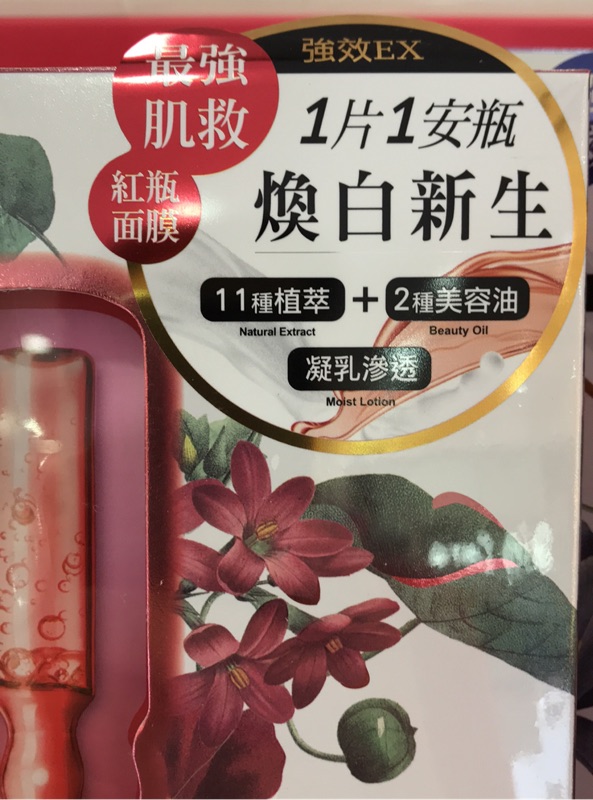 最強
肌救
紅瓶
面膜
強效EX
1片1安瓶
煥白新生
11種植萃+2種美容油
Natural Extract Beauty Oil
凝乳滲透
Moist Lotion